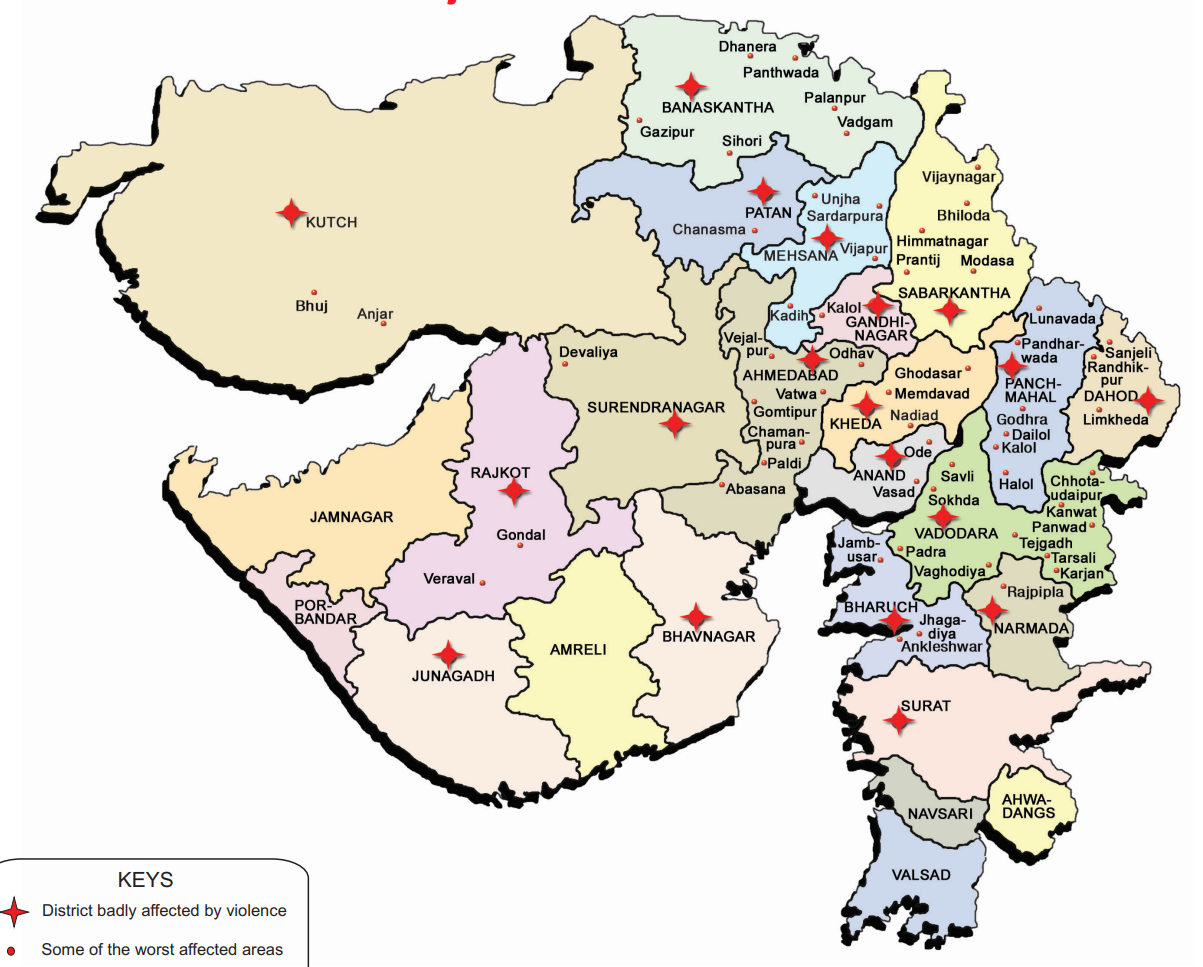 Dhanera
Panthwada
BANASKANTHA
Palanpur
Vadgam
Gazipur
Sihori
Vijaynagar
PATAN
Unjha
Sardarpura
Bhiloda
KUTCH
Chanasma
MEHSANA
Vijapur
Himmatnagar
Prantij
Modasa
SABARKANTHA
Bhuj
Anjar
Kadih
Kalol
GANDHI-
NAGAR
Lunavada
Devaliya
Vejal-
pur
Odhav
AHMEDABAD
Pandhar-
wada
Sanjeli
Randhik-
pur
Ghodasar
PANCH-
MAHAL
DAHOD
Vatwa
Memdavad
SURENDRANAGAR
Gomtipur
KHEDA
Nadiad
Godhra
Linkheda
Chaman-
pura
Dailol
Kalol
Ode
Paldi
ANAND
RAJKOT
Savli
Halol
Chhota-
udaipur
Abasana
Vasad
Sokhda
Kanwat
JAMNAGAR
VADODARA
Panwad
Gondal
Jamb-
usar
Padra
Tejgadh
Tarsali
Veraval
Vaghodiya
Karjan
POR-
BANDAR
BHARUCH
Rajpipla
Jhaga-
diya
NARMADA
BHAVNAGAR
Ankleshwar
AMRELI
JUNAGADH
SURAT
NAVSARI
AHWA-
DANGS
VALSAD
KEYS
District badly affected by violence
Some of the worst affected areas